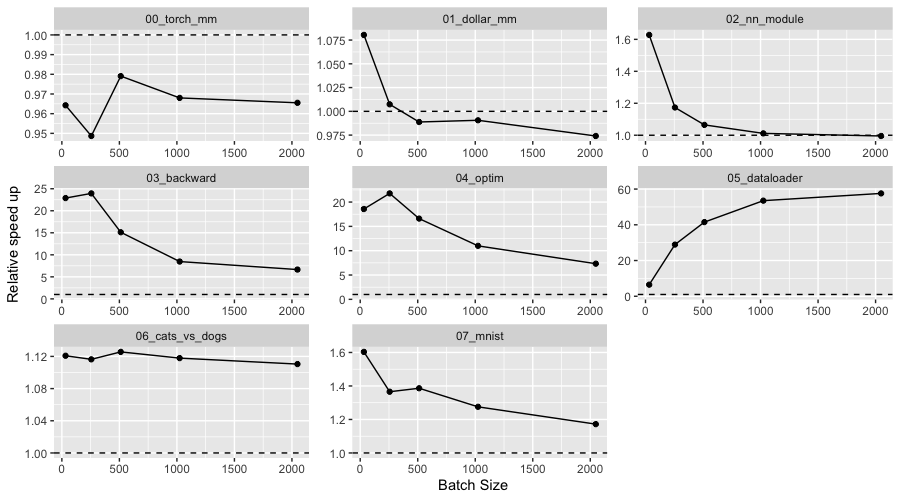 00_torch_mm 01_dollar_mm 02_nn_module
1.00
0.99
0.98
0.97
0.96
0.95
0 500 1000 1500 2000
1.075
1.050
1.025
1.000
0.975
0 500 1000 1500 2000
1.6
1.4
1.2
1.0
0 500 1000 1500 2000
03_backward 04_optim 05_dataloader
25
20
15
10
5
0
0 500 1000 1500 2000
20
15
10
5
0
0 500 1000 1500 2000
60
40
20
0
0 500 1000 1500 2000
06_cats_vs_dogs 07_mnist
1.12
1.08
1.04
1.00
0 500 1000 1500 2000
1.6
1.4
1.2
1.0
0 500 1000 1500 2000
Relative speed up
Batch Size